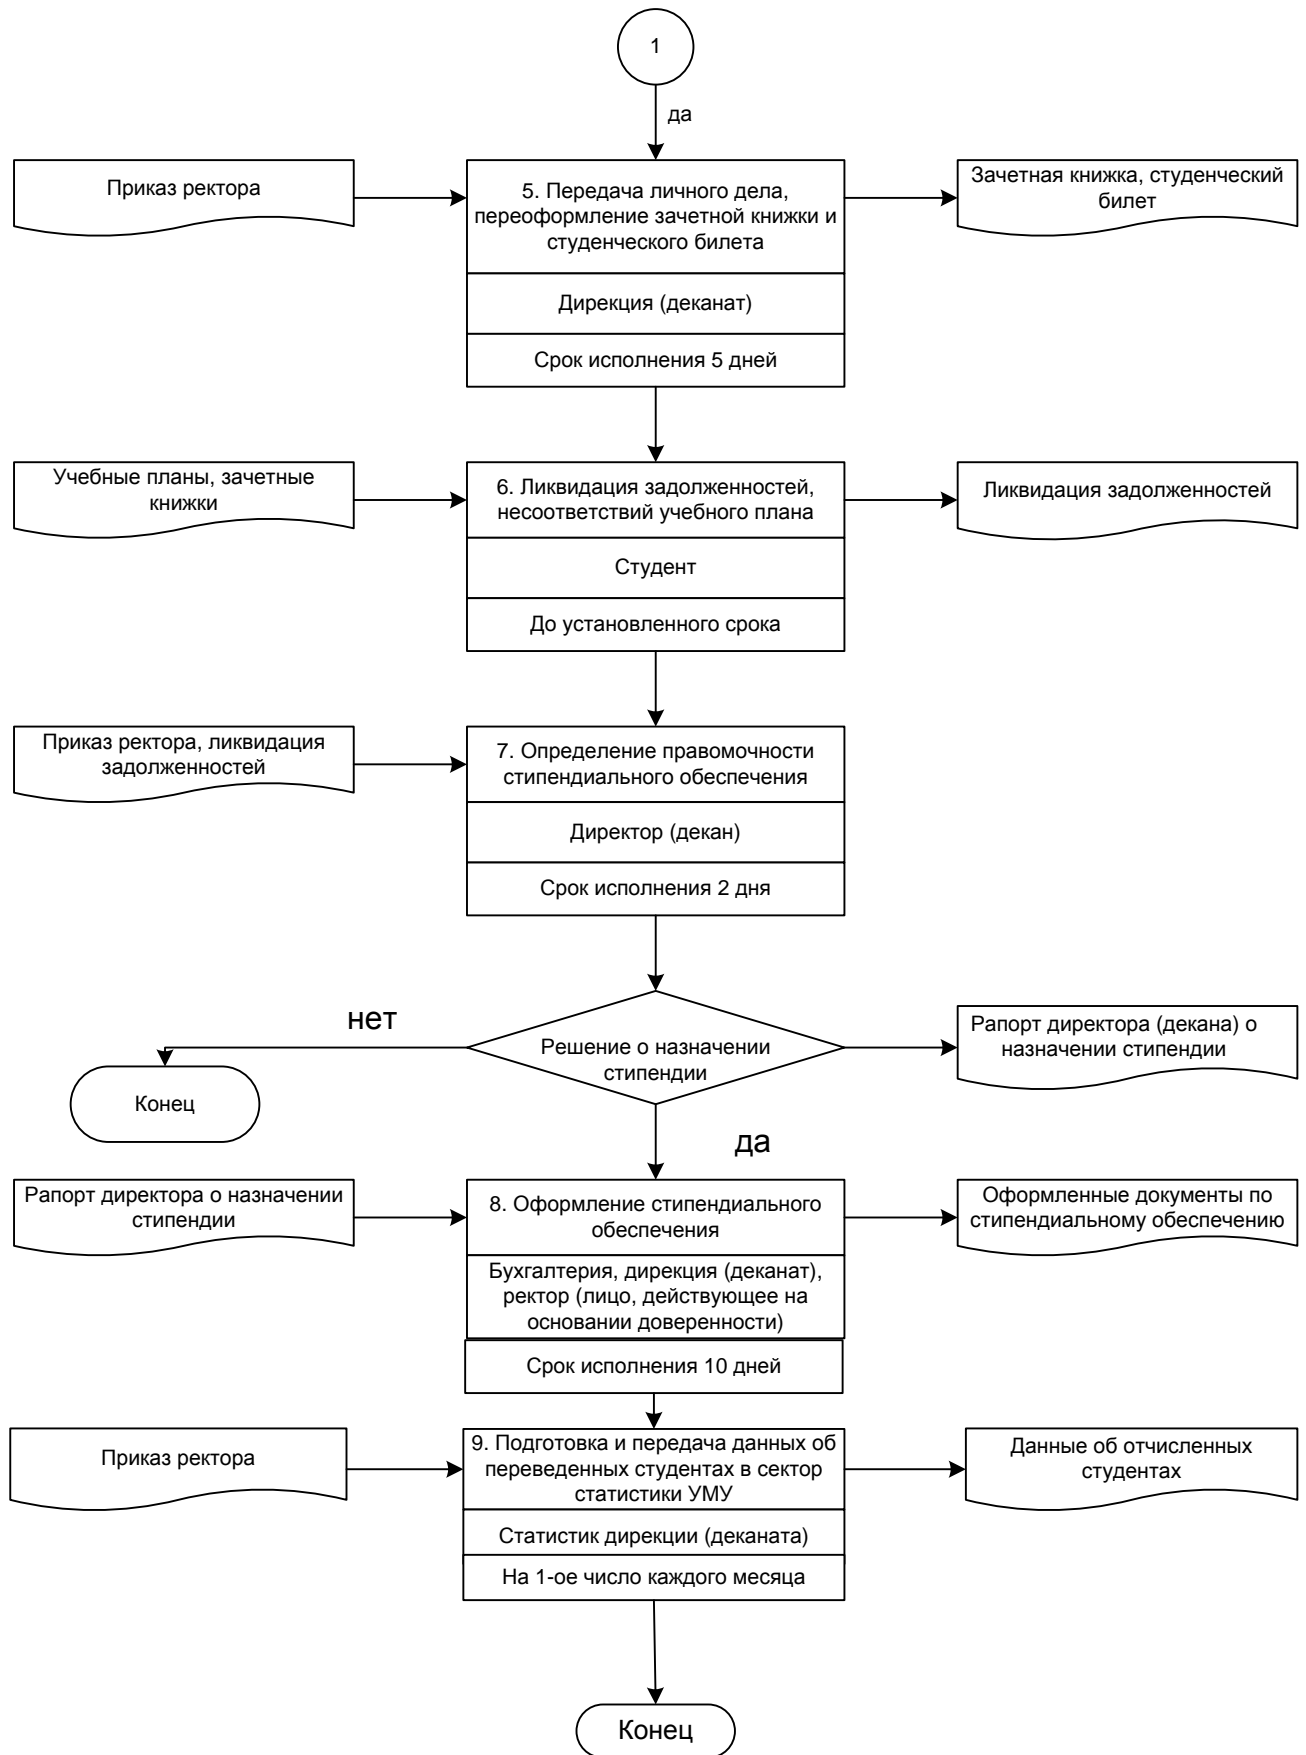 1
да
Приказ ректора
5. Передача личного дела,
переоформление зачетной книжки и
студенческого билета
Зачетная книжка, студенческий
билет
Дирекция (деканат)
Срок исполнения 5 дней
Учебные планы, зачетные
книжки
6. Ликвидация задолженностей,
несоответствий учебного плана
Ликвидация задолженностей
Студент
До установленного срока
Приказ ректора, ликвидация
задолженностей
7. Определение правомочности
стипендиального обеспечения
Директор (декан)
Срок исполнения 2 дня
нет
Решение о назначении
стипендии
Рапорт директора (декана) о
назначении стипендии
Конец
да
Рапорт директора о назначении
стипендии
8. Оформление стипендиального
обеспечения
Оформленные документы по
стипендиальному обеспечению
Бухгалтерия, дирекция (деканат),
ректор (лицо, действующее на
основании доверенности)
Срок исполнения 10 дней
Приказ ректора
9. Подготовка и передача данных об
переведенных студентах в сектор
статистики УМУ
Данные об отчисленных
студентах
Статистик дирекции (деканата)
На 1-ое число каждого месяца
Конец